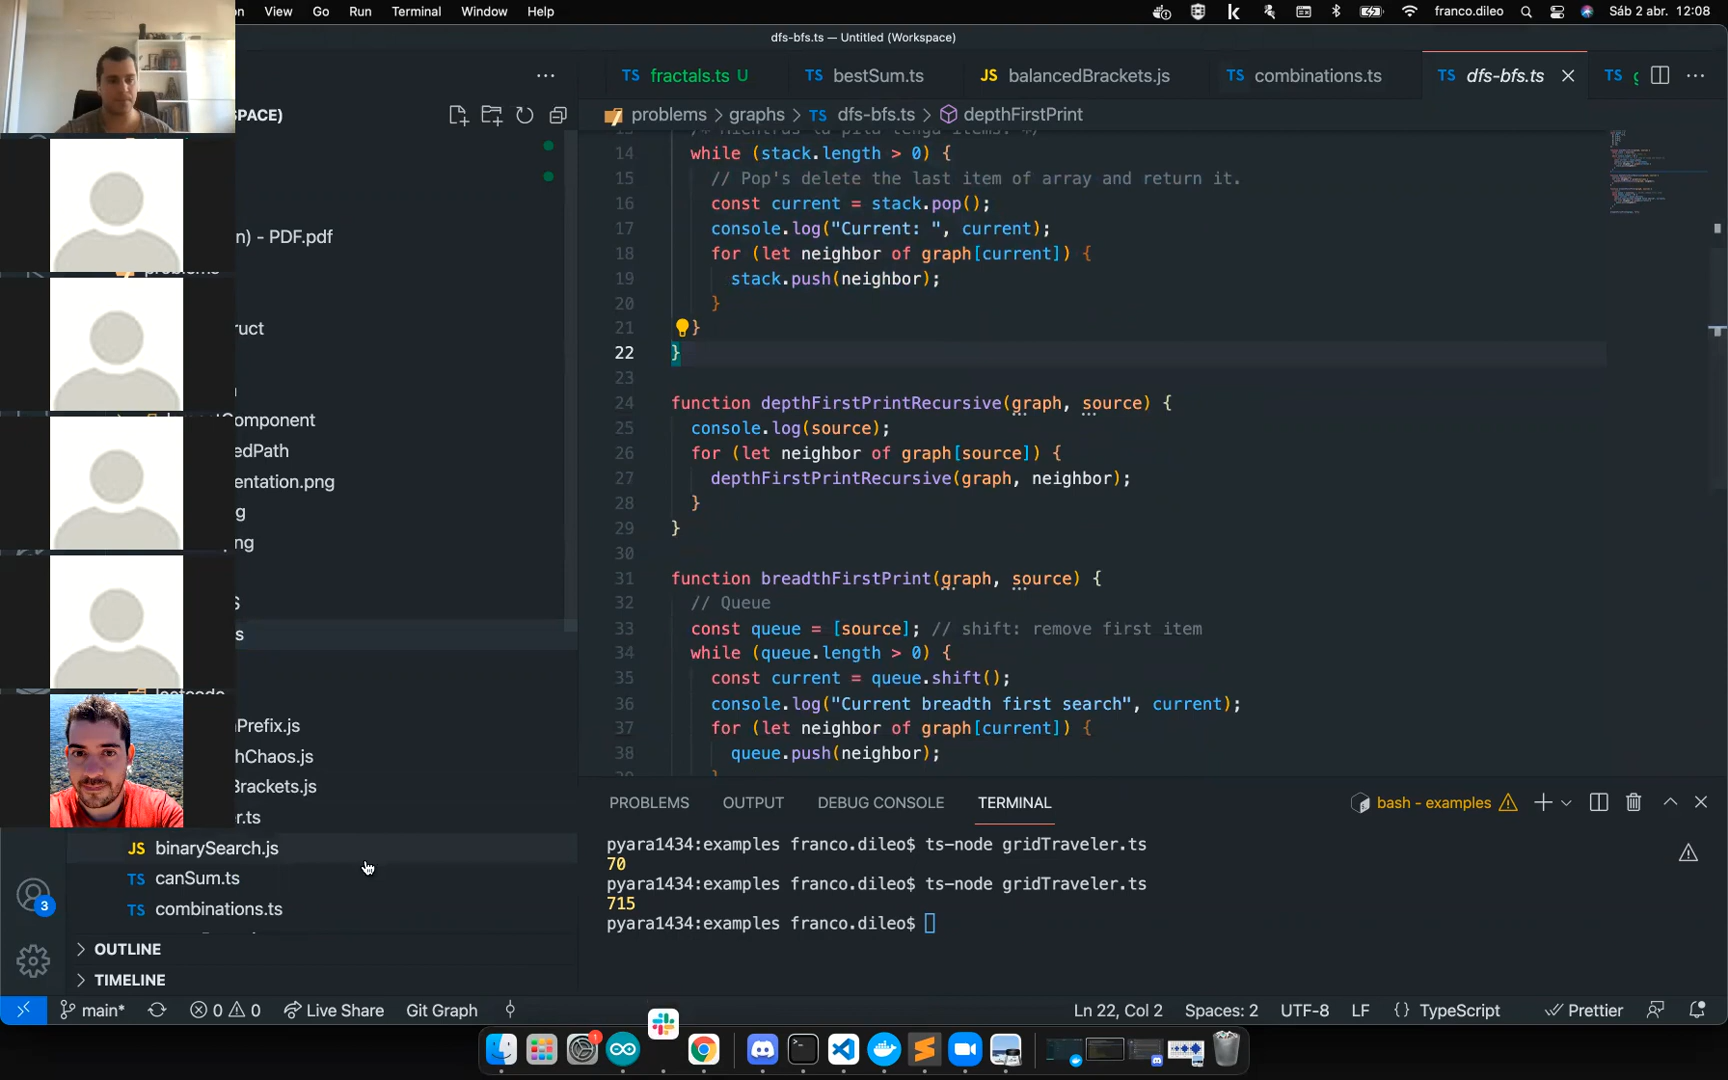 View Go Run Terminal Window Help
franco.dileo Sáb 2 abr. 12:08
dfs-bfs.ts — Untitled (Workspace)
TS fractals.ts U TS bestSum.ts JS balancedBrackets.js TS combinations.ts TS dfs-bfs.ts TS
PACE)
problems > graphs > TS dfs-bfs.ts > depthFirstPrint
14 while (stack.length > 0) {
15 // Pop's delete the last item of array and return it.
16 const current = stack.pop();
17 console.log("Current: ", current);
18 for (let neighbor of graph[current]) {
19 stack.push(neighbor);
20 }
21 }
22 }
23
24 function depthFirstPrintRecursive(graph, source) {
25 console.log(source);
26 for (let neighbor of graph[source]) {
27 depthFirstPrintRecursive(graph, neighbor);
28 }
29 }
30
31 function breadthFirstPrint(graph, source) {
32 // Queue
33 const queue = [source]; // shift: remove first item
34 while (queue.length > 0) {
35 const current = queue.shift();
36 console.log("Current breadth first search", current);
37 for (let neighbor of graph[current]) {
38 queue.push(neighbor);
n) - PDF.pdf
ruct
Component
edPath
entation.png
ng
Prefix.js
hChaos.js
Brackets.js
r.ts
JS binarySearch.js
TS canSum.ts
TS combinations.ts
OUTLINE
TIMELINE
3
PROBLEMS OUTPUT DEBUG CONSOLE TERMINAL
bash - examples
pyara1434:examples franco.dileo$ ts-node gridTraveler.ts
70
pyara1434:examples franco.dileo$ ts-node gridTraveler.ts
715
pyara1434:examples franco.dileo$
main* 0 0 Live Share Git Graph
Ln 22, Col 2 Spaces: 2 UTF-8 LF {} TypeScript Prettier
1